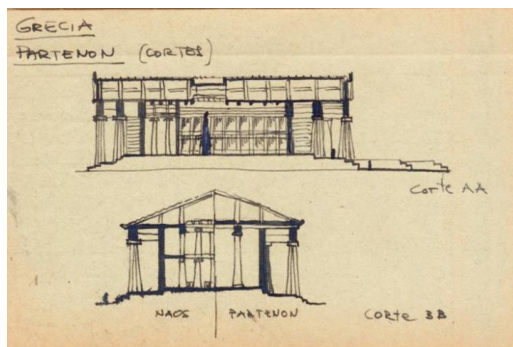 GRECIA
PARTENON (CORTES)
Corte AA
NAOS PARTENON CORTE BB